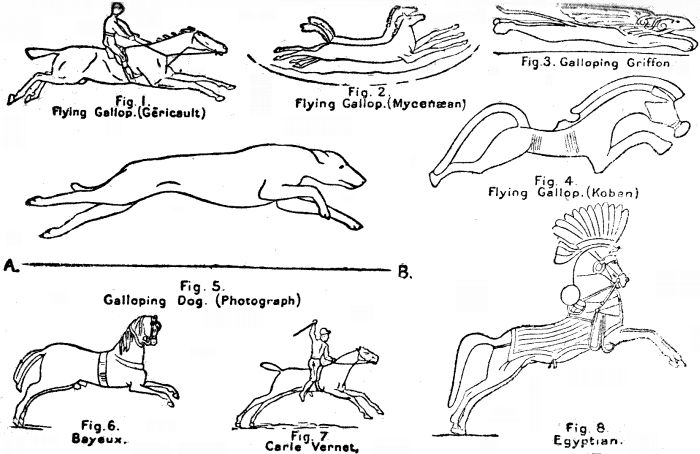 Fig. 1.
Flying Gallop. (Géricault)
Fig. 2.
Flying Gallop. (Mycenæan)
Fig. 3. Galloping Griffon
Fig. 4.
Flying Gallop. (Koban)
A. B.
Fig. 5.
Galloping Dog. (Photograph)
Fig. 6.
Bayeux.
Fig. 7
Carle Vernet.
Fig. 8.
Egyptian.